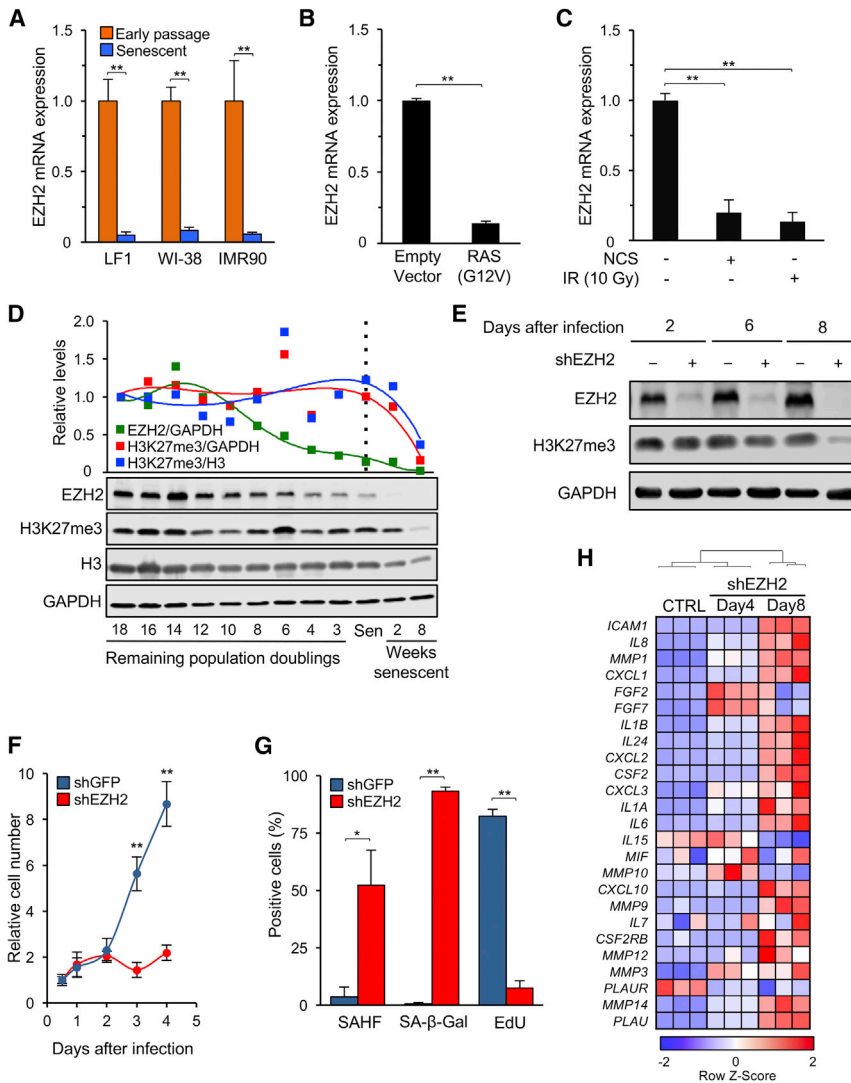 A
EZH2 mRNA expression
1.5
1.0
0.5
0
Early passage
Senescent
**
**
**
LF1 WI-38 IMR90
B
EZH2 mRNA expression
1.5
1.0
0.5
0
**
Empty Vector
RAS (G12V)
C
EZH2 mRNA expression
1.5
1.0
0.5
0
**
**
NCS - + -
IR (10 Gy) - - +
D
Relative levels
2.0
1.5
1.0
0.5
0
EZH2/GAPDH
H3K27me3/GAPDH
H3K27me3/H3
EZH2
H3K27me3
H3
GAPDH
18 16 14 12 10 8 6 4 3 Sen 2 8
Remaining population doublings
Weeks senescent
E
Days after infection 2 6 8
shEZH2 – + – + – +
EZH2
H3K27me3
GAPDH
F
Relative cell number
10
8
6
4
2
0
shGFP
shEZH2
**
**
0 1 2 3 4 5
Days after infection
G
Positive cells (%)
100
75
50
25
0
shGFP
shEZH2
*
**
**
SAHF SA-β-Gal EdU
H
shEZH2
CTRL Day4 Day8
ICAM1
IL8
MMP1
CXCL1
FGF2
FGF7
IL1B
IL24
CXCL2
CSF2
CXCL3
IL1A
IL6
IL15
MIF
MMP10
CXCL10
MMP9
IL7
CSF2RB
MMP12
MMP3
PLAUR
MMP14
PLAU
-2 0 2
Row Z-Score